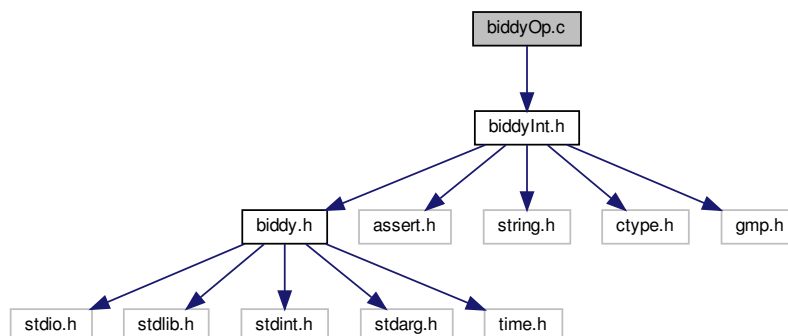 biddyOp.c
biddyInt.h
biddy.h
assert.h
string.h
ctype.h
gmp.h
stdio.h
stdlib.h
stdint.h
stdarg.h
time.h